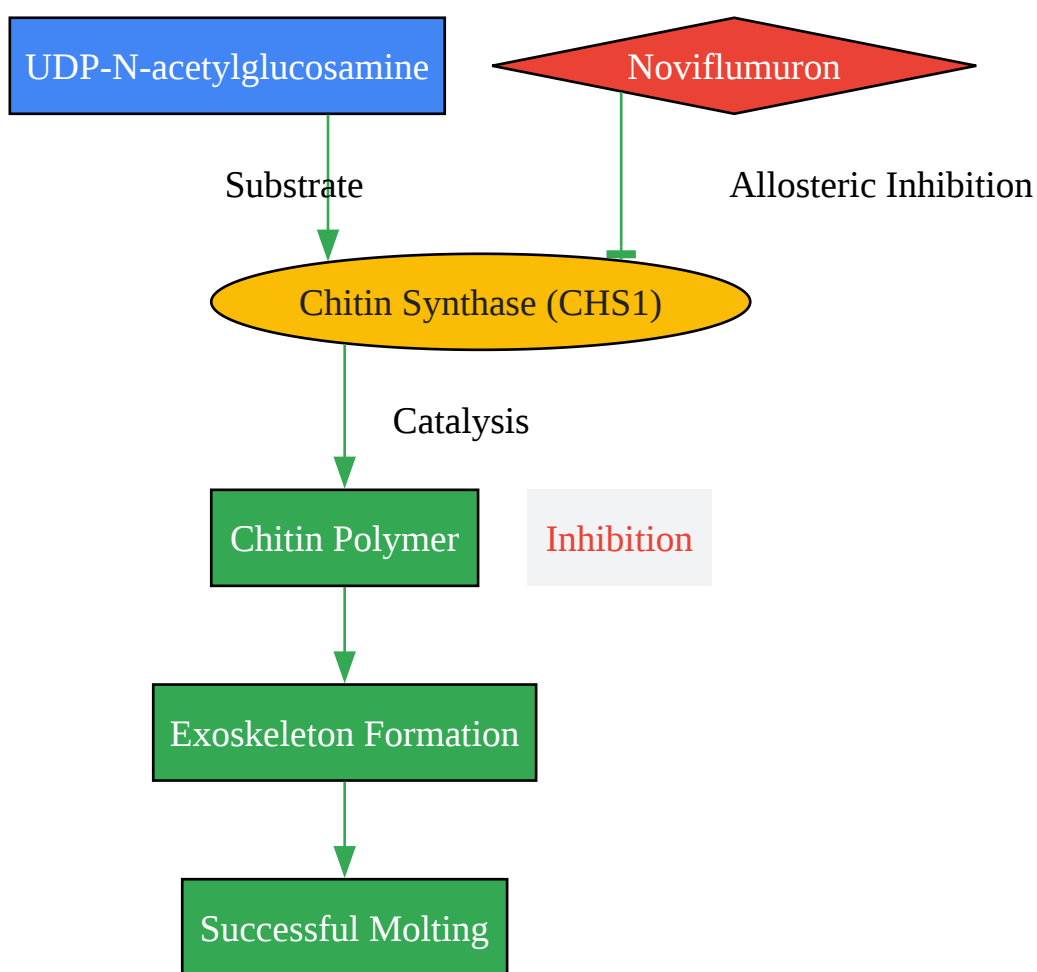 UDP-N-acetylglucosamine
Noviflumuron
Substrate
Allosteric Inhibition
Chitin Synthase (CHS1)
Catalysis
Chitin Polymer
Inhibition
Exoskeleton Formation
Successful Molting